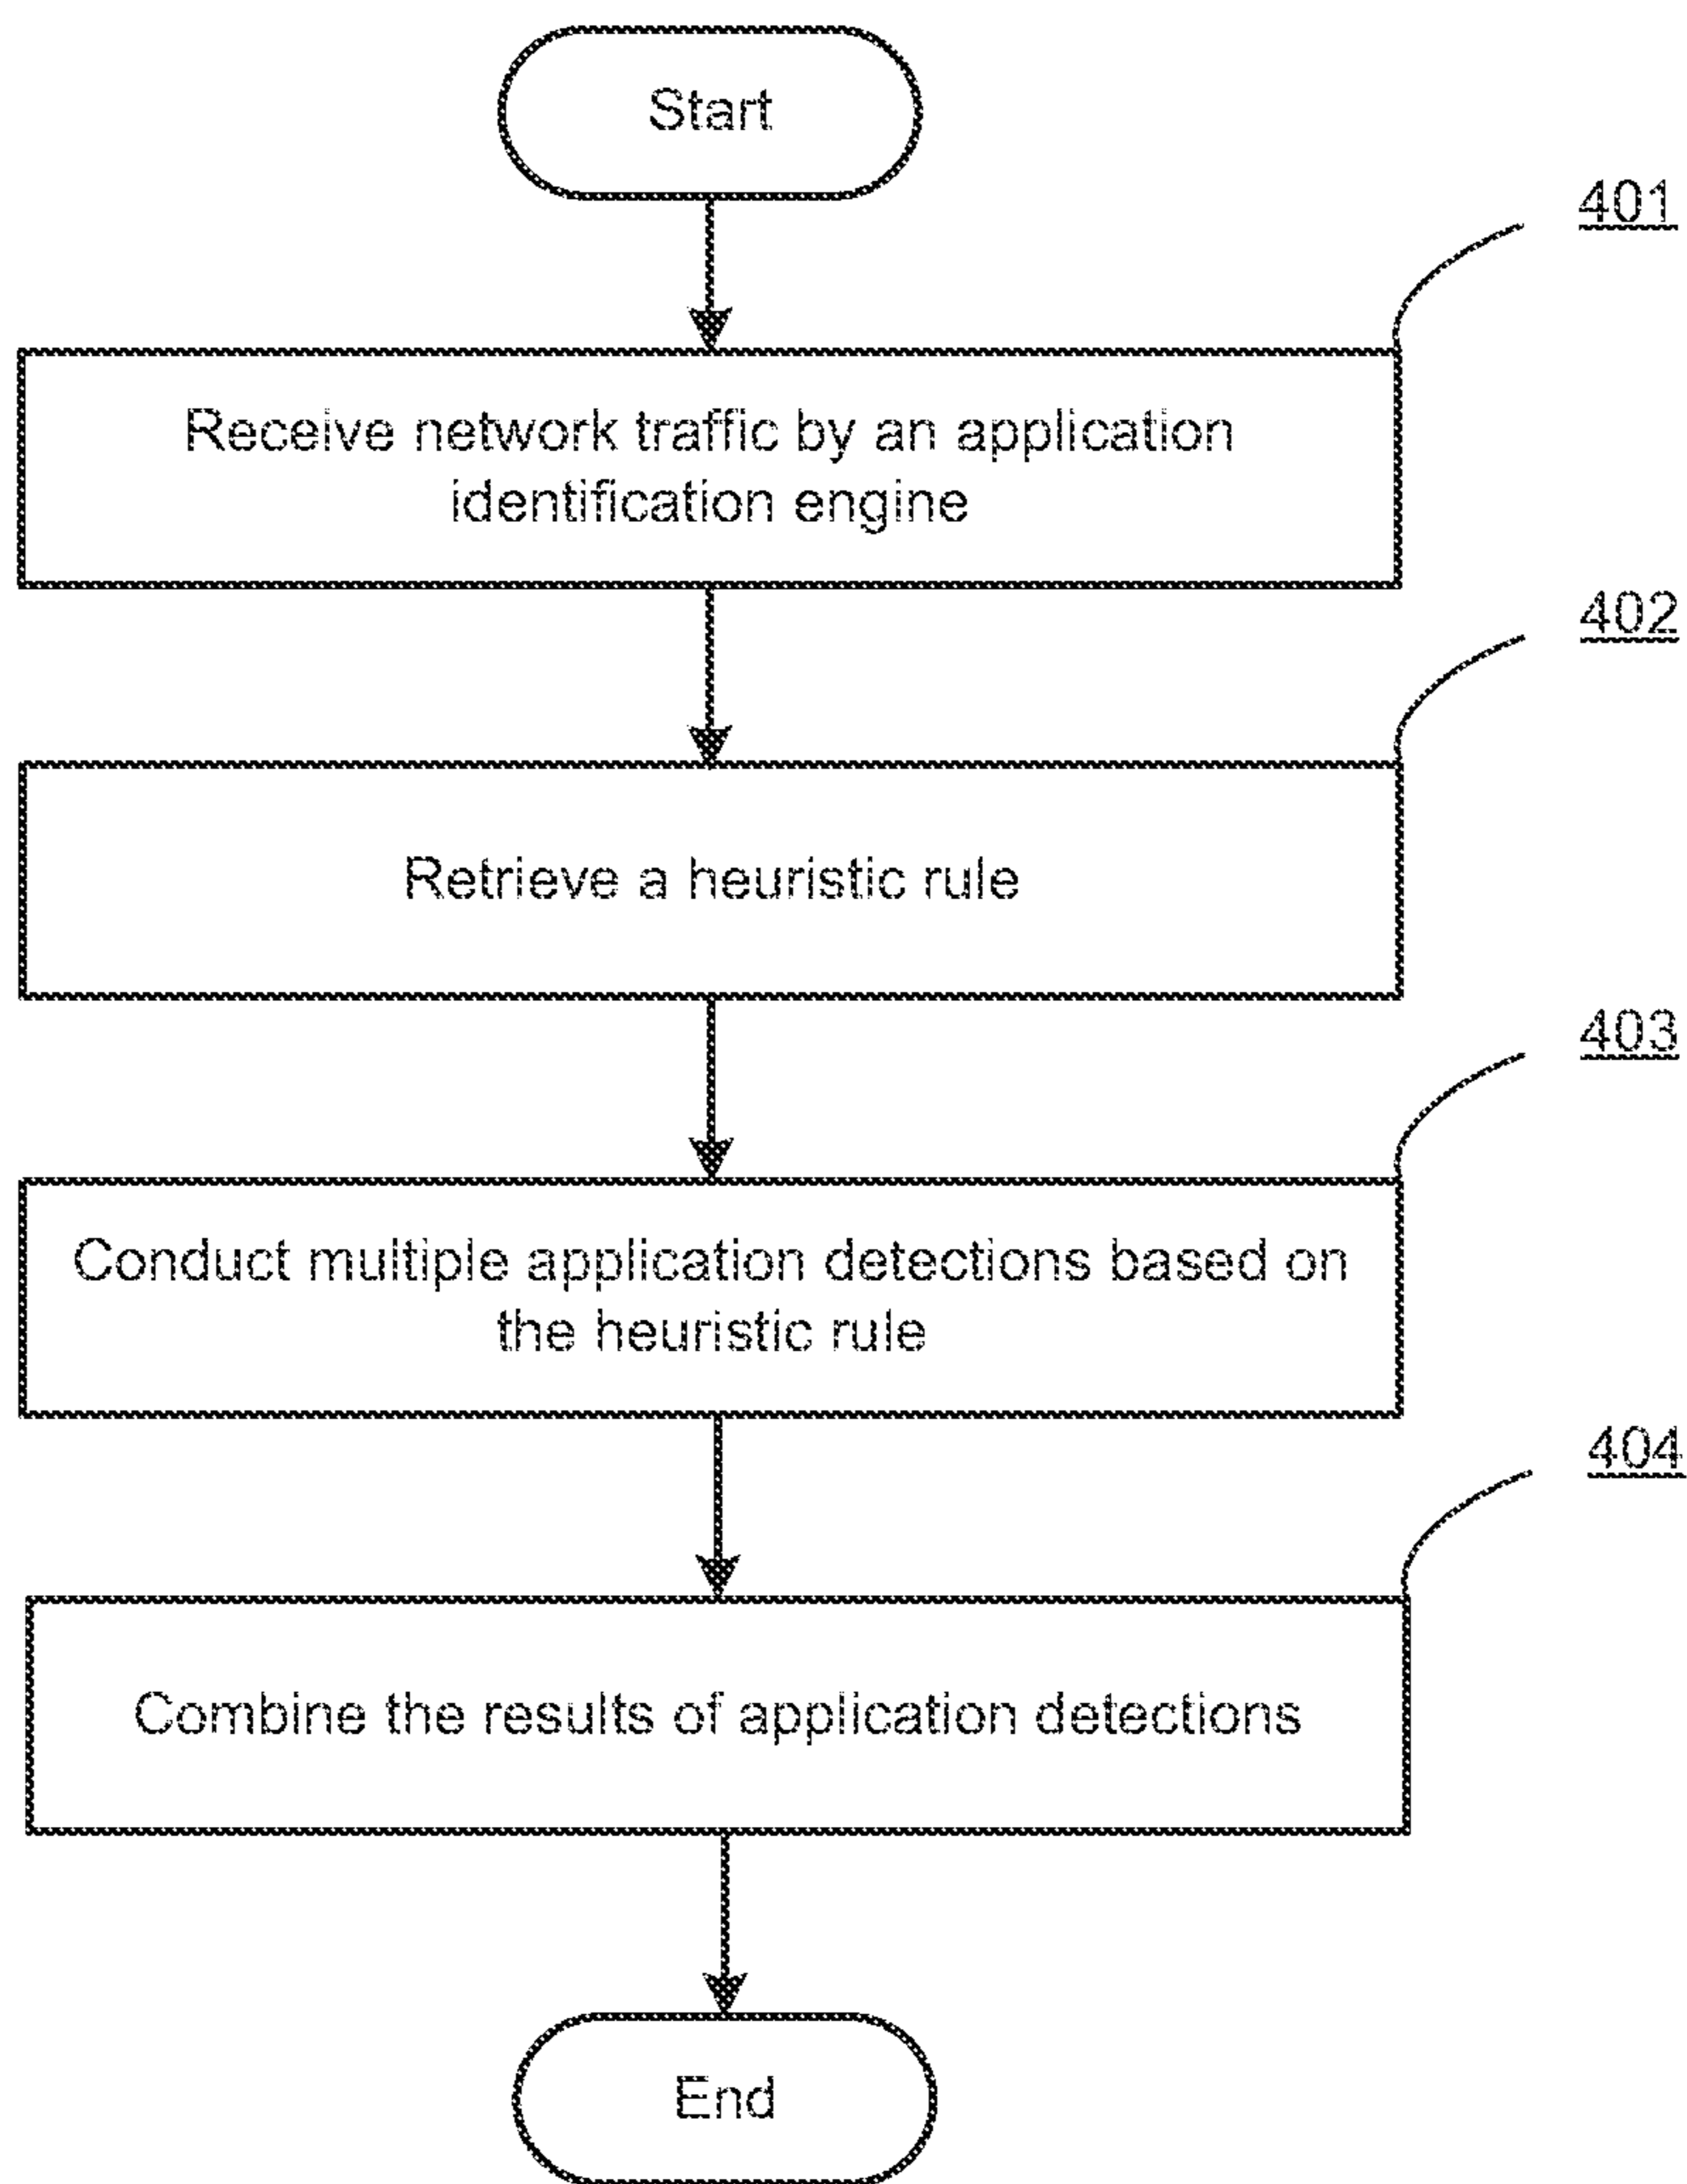 Start
401
Receive network traffic by an application
identification engine
402
Retrieve a heuristic rule
403
Conduct multiple application detections based on
the heuristic rule
404
Combine the results of application detections
End